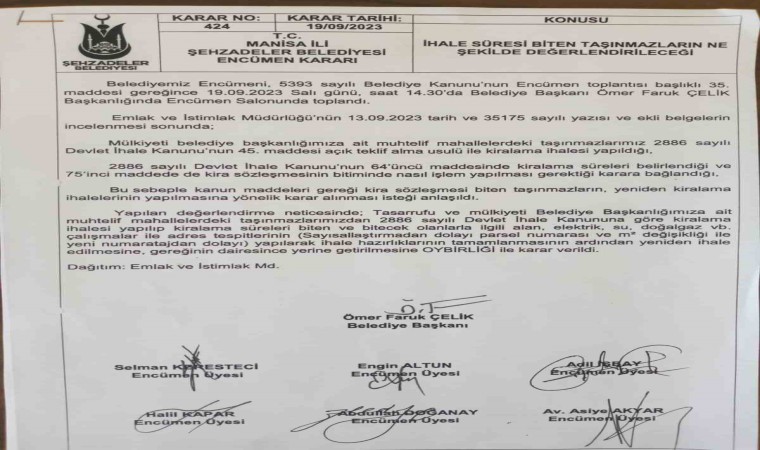 KARAR NO: KARAR TARİHİ: KONUSU
424 19/09/2023
ŞEHZADELER
BELEDİYESİ
T.C.
MANİSA İLİ
ŞEHZADELER BELEDİYESİ
ENCÜMEN KARARI
İHALE SÜRESİ BİTEN TAŞINMAZLARIN NE
ŞEKİLDE DEĞERLENDİRİLECEĞİ
Belediyemiz Encümeni, 5393 sayılı Belediye Kanunu'nun Encümen toplantısı başlıklı 35.
maddesi gereğince 19.09.2023 Salı günü, saat 14.30'da Belediye Başkanı Ömer Faruk ÇELİK
Başkanlığında Encümen Salonunda toplandı.
Emlak ve İstimlak Müdürlüğü'nün 13.09.2023 tarih ve 35175 sayılı yazısı ve ekli belgelerin
incelenmesi sonunda;
Mülkiyeti belediye başkanlığımıza ait muhtelif mahallelerdeki taşınmazlarımız 2886 sayılı
Devlet İhale Kanunu'nun 45. maddesi açık teklif alma usulü ile kiralama ihalesi yapıldığı,
2886 sayılı Devlet İhale Kanunu'nun 64'üncü maddesinde kiralama süreleri belirlendiği ve
75'inci maddede de kira sözleşmesinin bitiminde nasıl işlem yapılması gerektiği karara bağlandığı,
Bu sebeple kanun maddeleri gereği kira sözleşmesi biten taşınmazların, yeniden kiralama
ihalelerinin yapılmasına yönelik karar alınması isteği anlaşıldı.
Yapılan değerlendirme neticesinde; Tasarrufu ve mülkiyeti Belediye Başkanlığımıza ait
muhtelif mahallelerdeki taşınmazlarımızdan 2886 sayılı Devlet İhale Kanununa göre kiralama
ihalesi yapılıp kiralama süreleri biten ve bitecek olanlarla ilgili alan, elektrik, su, doğalgaz vb.
çalışmalar ile adres tespitlerinin (Sayısallaştırmadan dolayı parsel numarası ve m² değişikliği ile
yeni numaratajdan dolayı) yapılarak ihale hazırlıklarının tamamlanmasının ardından yeniden ihale
edilmesine, gereğinin dairesince yerine getirilmesine OYBİRLİĞİ ile karar verildi.
Dağıtım: Emlak ve İstimlak Md.
Ömer Faruk ÇELİK
Belediye Başkanı
Selman KERESTECİ Engin ALTUN Adil İŞBAY
Encümen Üyesi Encümen Üyesi Encümen Üyesi
Halil KAPAR Abdullah DOĞANAY Av. Asiye AKYAR
Encümen Üyesi Encümen Üyesi Encümen Üyesi